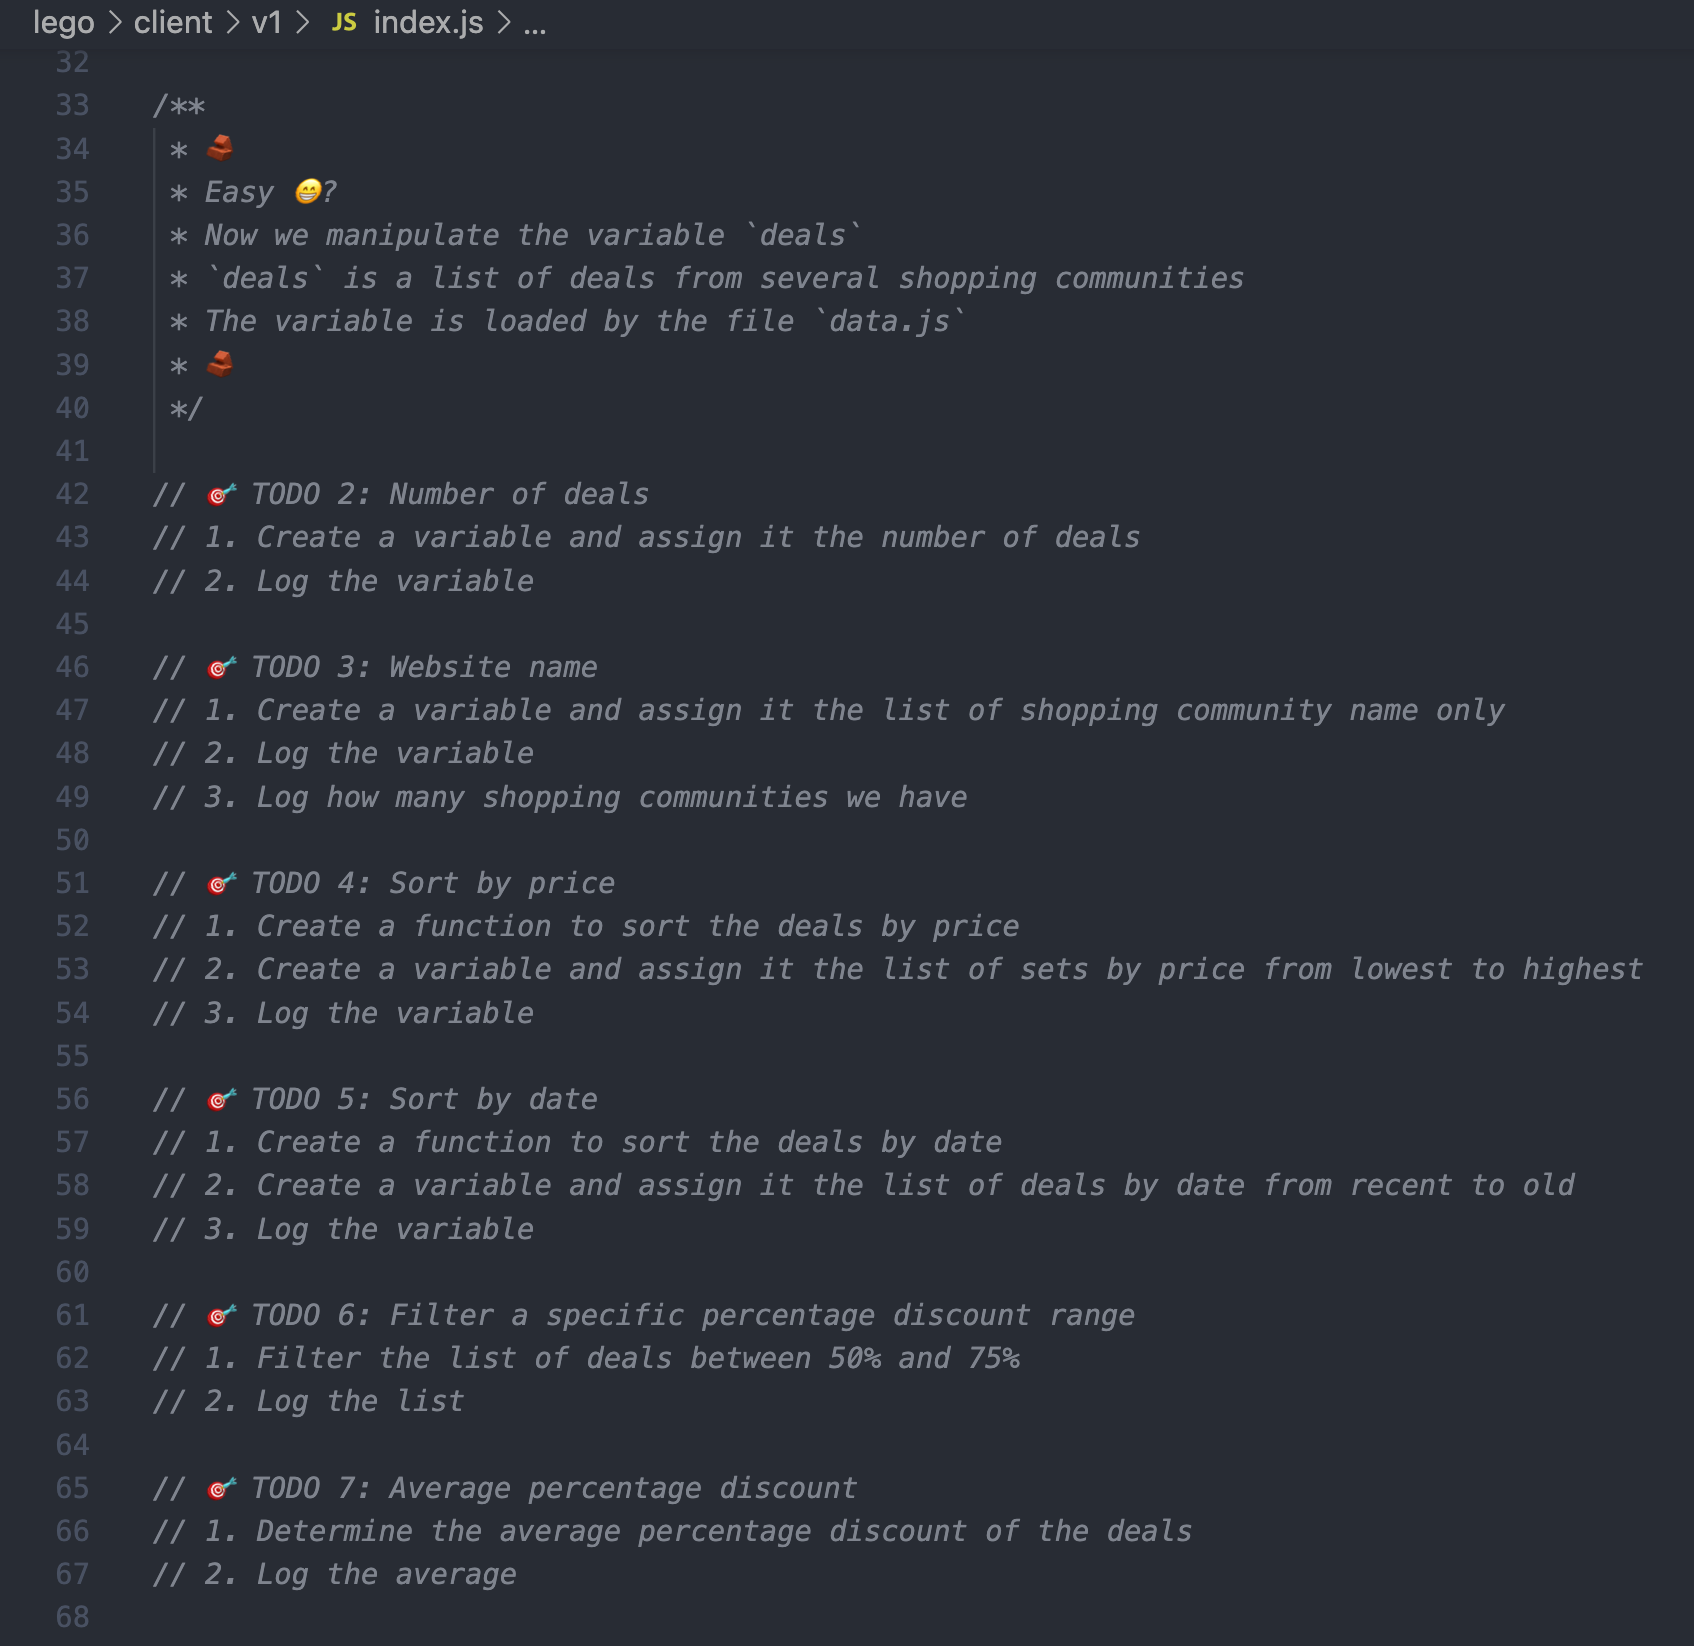 lego > client > v1 > JS index.js > ...
32
33 /**
34 * 🧱
35 * Easy 😁?
36 * Now we manipulate the variable `deals`
37 * `deals` is a list of deals from several shopping communities
38 * The variable is loaded by the file `data.js`
39 * 🧱
40 */
41
42 // 🎯 TODO 2: Number of deals
43 // 1. Create a variable and assign it the number of deals
44 // 2. Log the variable
45
46 // 🎯 TODO 3: Website name
47 // 1. Create a variable and assign it the list of shopping community name only
48 // 2. Log the variable
49 // 3. Log how many shopping communities we have
50
51 // 🎯 TODO 4: Sort by price
52 // 1. Create a function to sort the deals by price
53 // 2. Create a variable and assign it the list of sets by price from lowest to highest
54 // 3. Log the variable
55
56 // 🎯 TODO 5: Sort by date
57 // 1. Create a function to sort the deals by date
58 // 2. Create a variable and assign it the list of deals by date from recent to old
59 // 3. Log the variable
60
61 // 🎯 TODO 6: Filter a specific percentage discount range
62 // 1. Filter the list of deals between 50% and 75%
63 // 2. Log the list
64
65 // 🎯 TODO 7: Average percentage discount
66 // 1. Determine the average percentage discount of the deals
67 // 2. Log the average
68